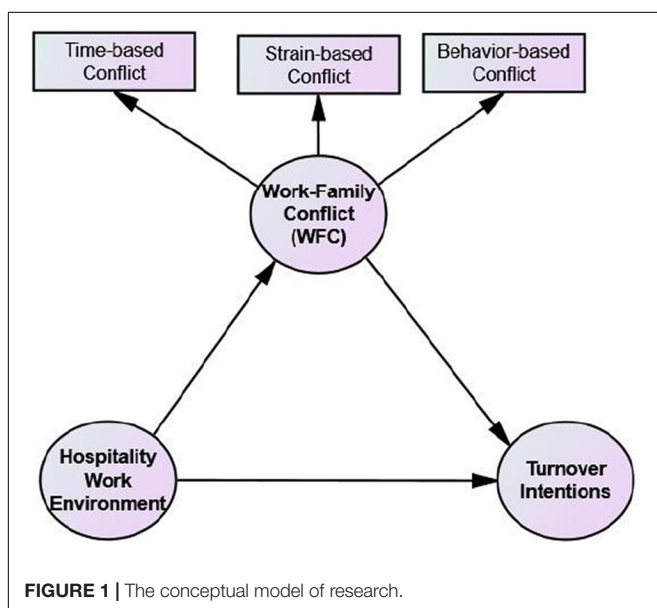 Time-based
Conflict
Strain-based
Conflict
Behavior-based
Conflict
Work-Family
Conflict
(WFC)
Hospitality
Work
Environment
Turnover
Intentions
FIGURE 1 | The conceptual model of research.